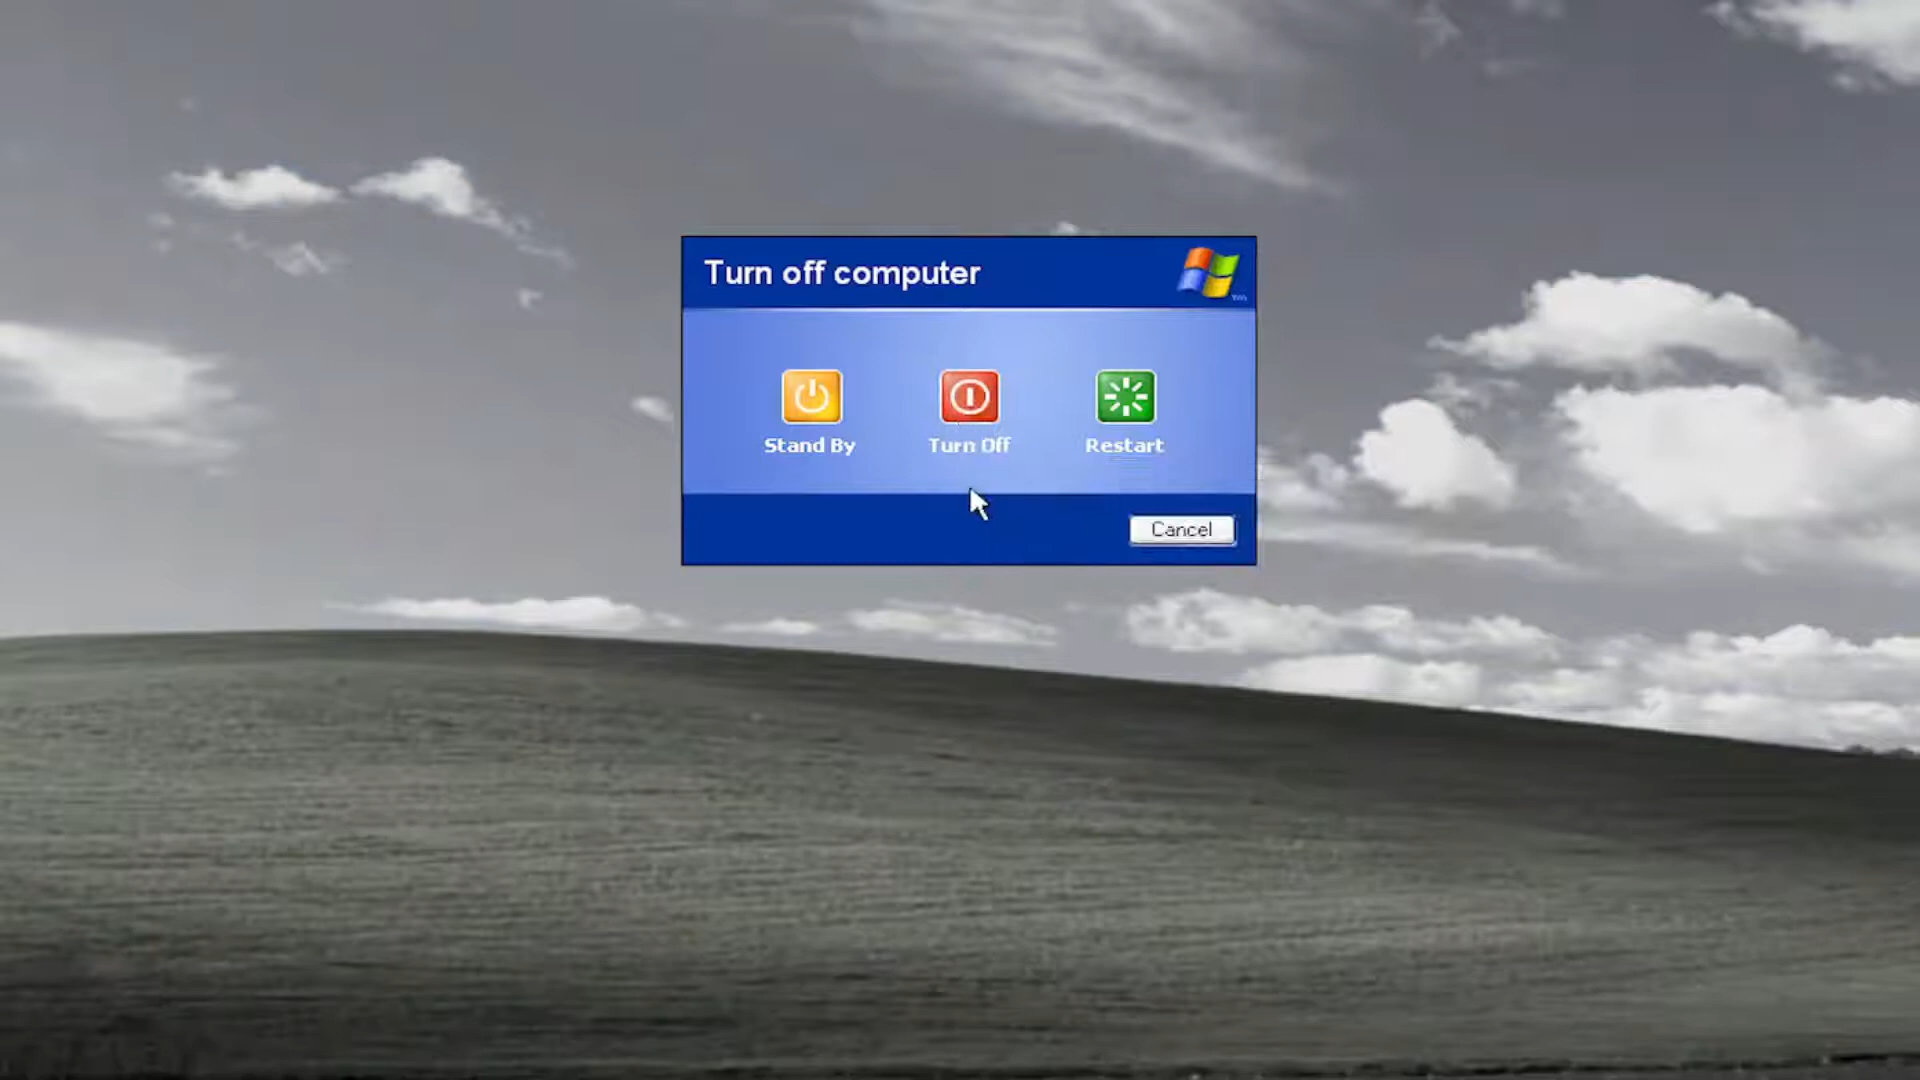 Turn off computer
Stand By
Turn Off
Restart
Cancel